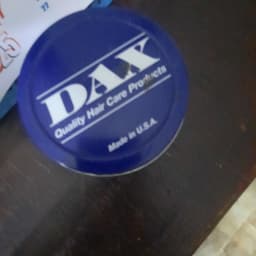 DAX
Quality Hair Care Products
Made in U.S.A.